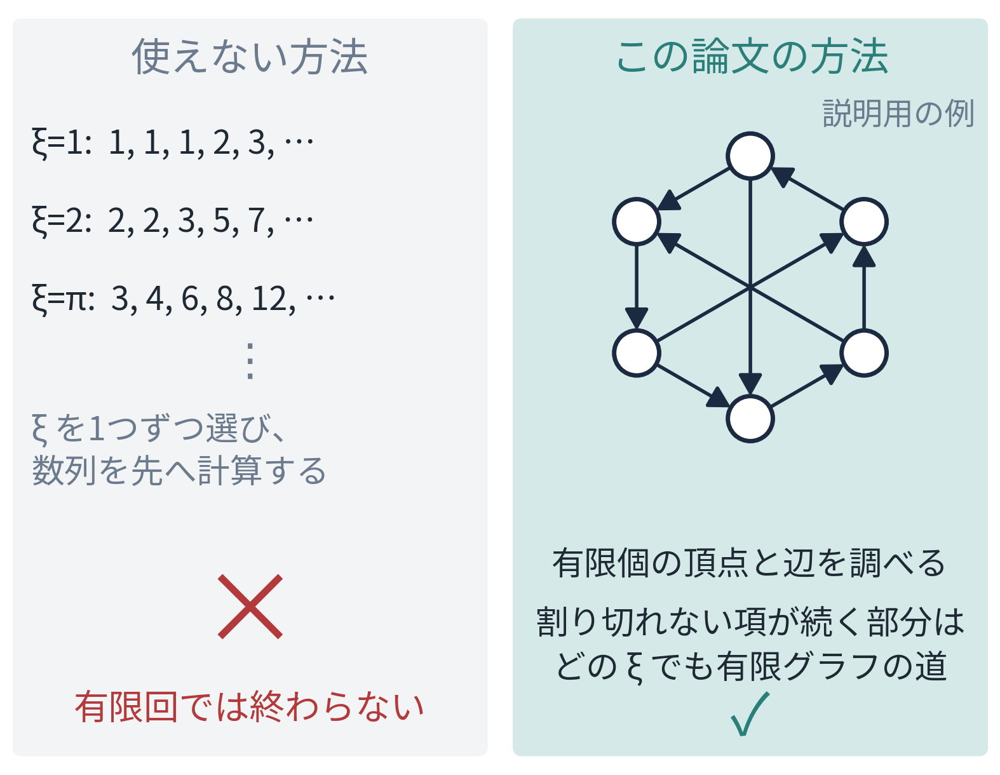 使えない方法
ξ=1: 1, 1, 1, 2, 3, …
ξ=2: 2, 2, 3, 5, 7, …
ξ=π: 3, 4, 6, 8, 12, …
⋮
ξ を1つずつ選び、
数列を先へ計算する
有限回では終わらない
この論文の方法
説明用の例
有限個の頂点と辺を調べる
割り切れない項が続く部分は
どの ξ でも有限グラフの道